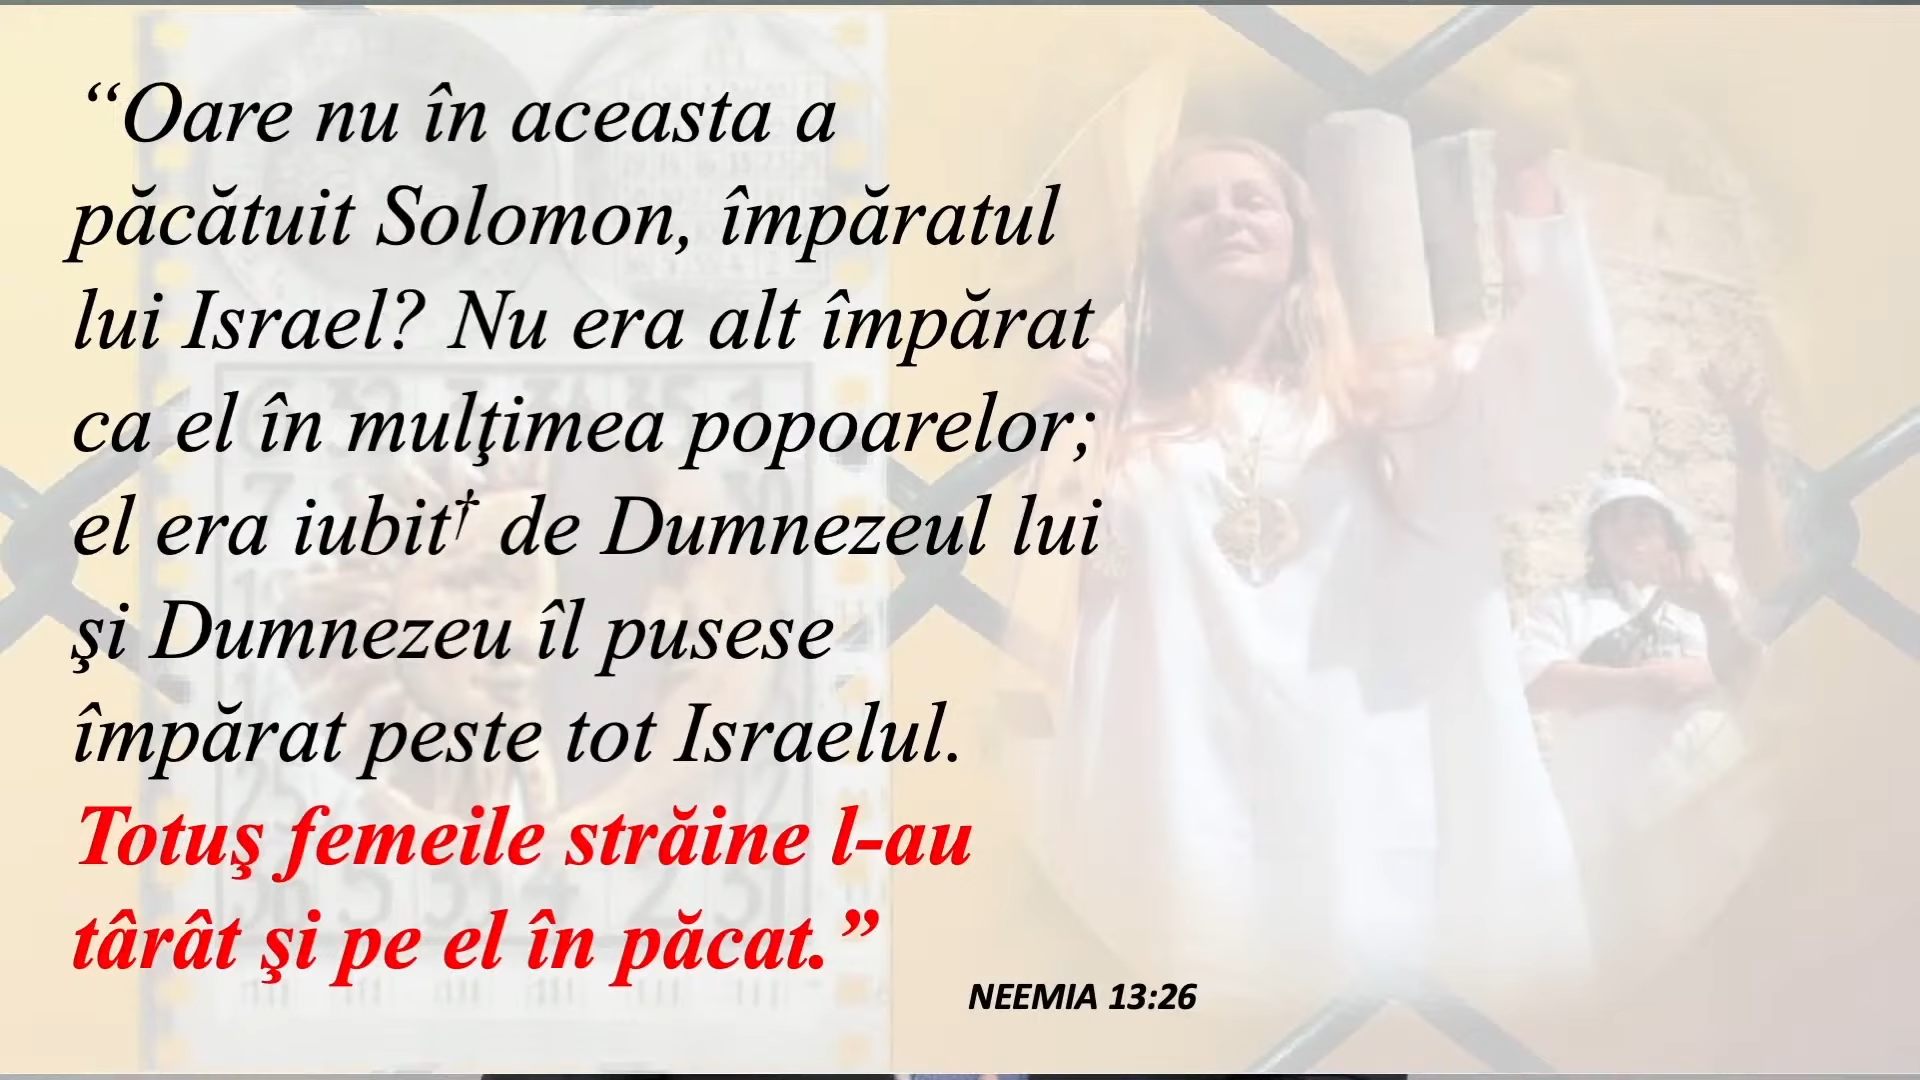 “Oare nu în aceasta a
păcătuit Solomon, împăratul
lui Israel? Nu era alt împărat
ca el în mulţimea popoarelor;
el era iubit† de Dumnezeul lui
şi Dumnezeu îl pusese
împărat peste tot Israelul.
Totuş femeile străine l-au
târât şi pe el în păcat.”
NEEMIA 13:26